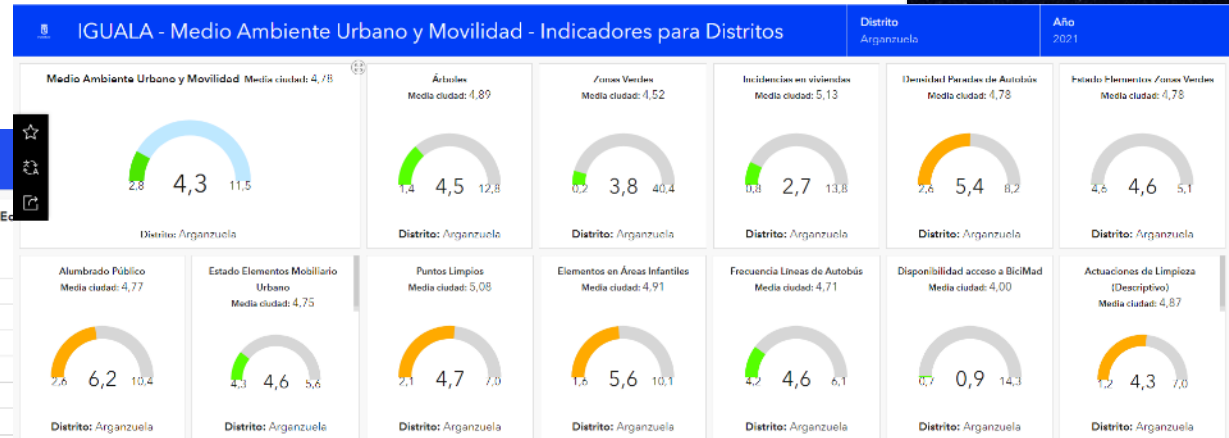 IGUALA - Medio Ambiente Urbano y Movilidad - Indicadores para Distritos
Distrito
Arganzuela
Año
2021
Medio Ambiente Urbano y Movilidad Media ciudad: 4,78
2,8 4,3 11,5
Distrito: Arganzuela
Árboles
Media ciudad: 4,89
1,4 4,5 12,8
Distrito: Arganzuela
Zonas Verdes
Media ciudad: 4,52
0,2 3,8 40,4
Distrito: Arganzuela
Incidencias en viviendas
Media ciudad: 5,13
0,8 2,7 13,8
Distrito: Arganzuela
Densidad Paradas de Autobús
Media ciudad: 4,78
2,6 5,4 8,2
Distrito: Arganzuela
Estado Elementos Zonas Verdes
Media ciudad: 4,78
4,6 4,6 5,1
Distrito: Arganzuela
Alumbrado Público
Media ciudad: 4,77
2,6 6,2 10,4
Distrito: Arganzuela
Estado Elementos Mobiliario
Urbano
Media ciudad: 4,75
4,3 4,6 5,6
Distrito: Arganzuela
Puntos Limpios
Media ciudad: 5,08
2,1 4,7 7,0
Distrito: Arganzuela
Elementos en Áreas Infantiles
Media ciudad: 4,91
1,6 5,6 10,1
Distrito: Arganzuela
Frecuencia Líneas de Autobús
Media ciudad: 4,71
4,2 4,6 6,1
Distrito: Arganzuela
Disponibilidad acceso a BiciMad
Media ciudad: 4,00
0,7 0,9 14,3
Distrito: Arganzuela
Actuaciones de Limpieza
(Descriptivo)
Media ciudad: 4,87
1,2 4,3 7,0
Distrito: Arganzuela